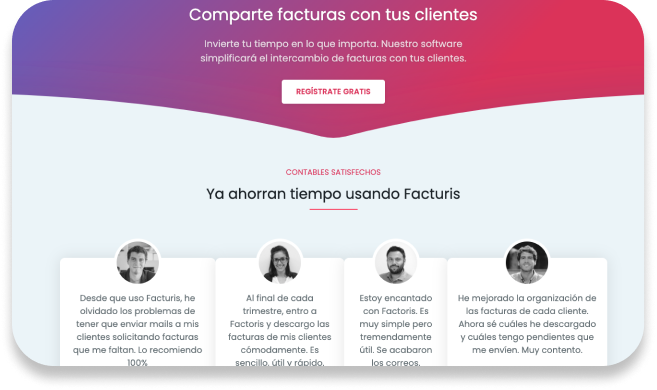 Comparte facturas con tus clientes
Invierte tu tiempo en lo que importa. Nuestro software
simplificará el intercambio de facturas con tus clientes.
REGÍSTRATE GRATIS
CONTABLES SATISFECHOS
Ya ahorran tiempo usando Facturis
Desde que uso Facturis, he
olvidado los problemas de
tener que enviar mails a mis
clientes solicitando facturas
que me faltan. Lo recomiendo
100%
Al final de cada
trimestre, entro a
Factoris y descargo las
facturas de mis clientes
cómodamente. Es
sencillo, útil y rápido.
Estoy encantado
con Factoris. Es
muy simple pero
tremendamente
útil. Se acabaron
los correos.
He mejorado la organización de
las facturas de cada cliente.
Ahora sé cuáles he descargado
y cuáles tengo pendientes que
me envíen. Muy contento.